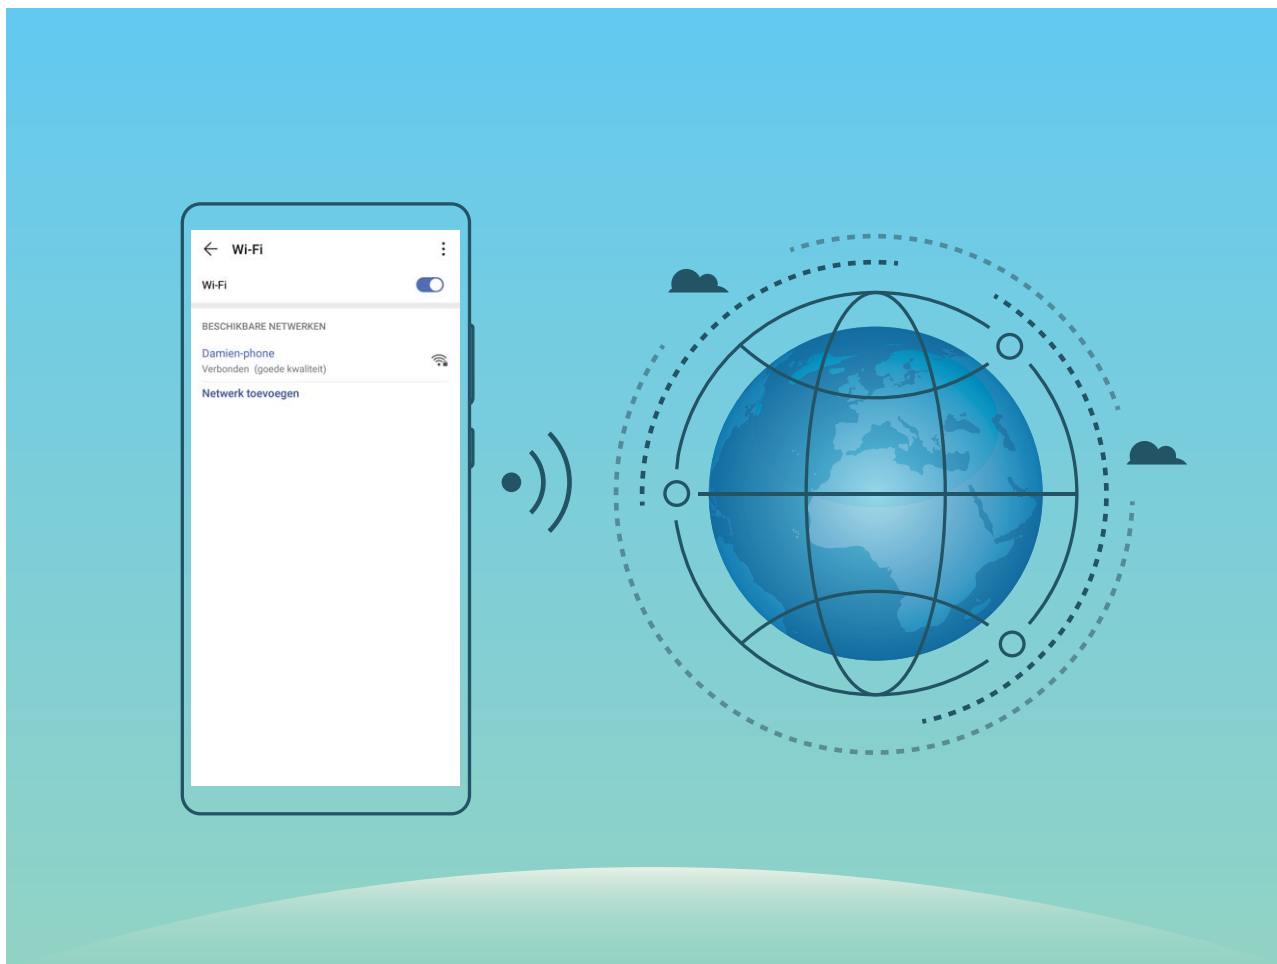 Wi-Fi
Wi-Fi
BESCHIKBARE NETWERKEN
Damien-phone
Verbonden (goede kwaliteit)
Netwerk toevoegen